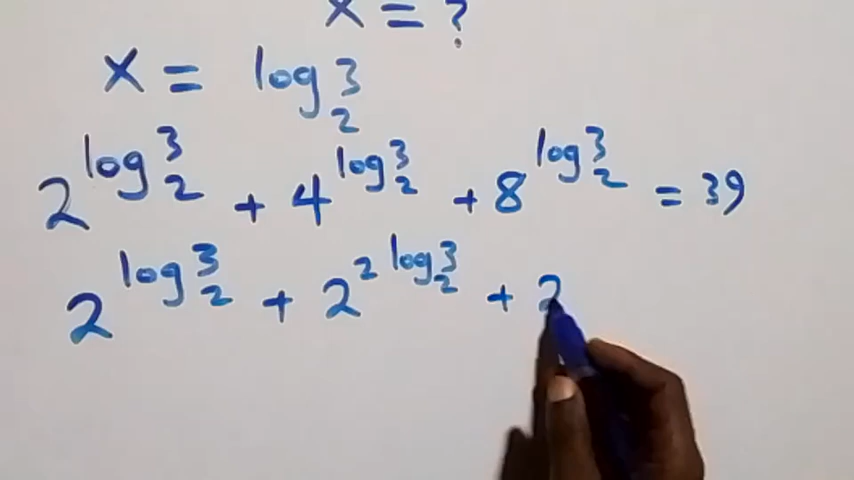 x = ?
x = log₂3
2^(log₂3) + 4^(log₂3) + 8^(log₂3) = 39
2^(log₂3) + 2^(2 log₂3) + 2